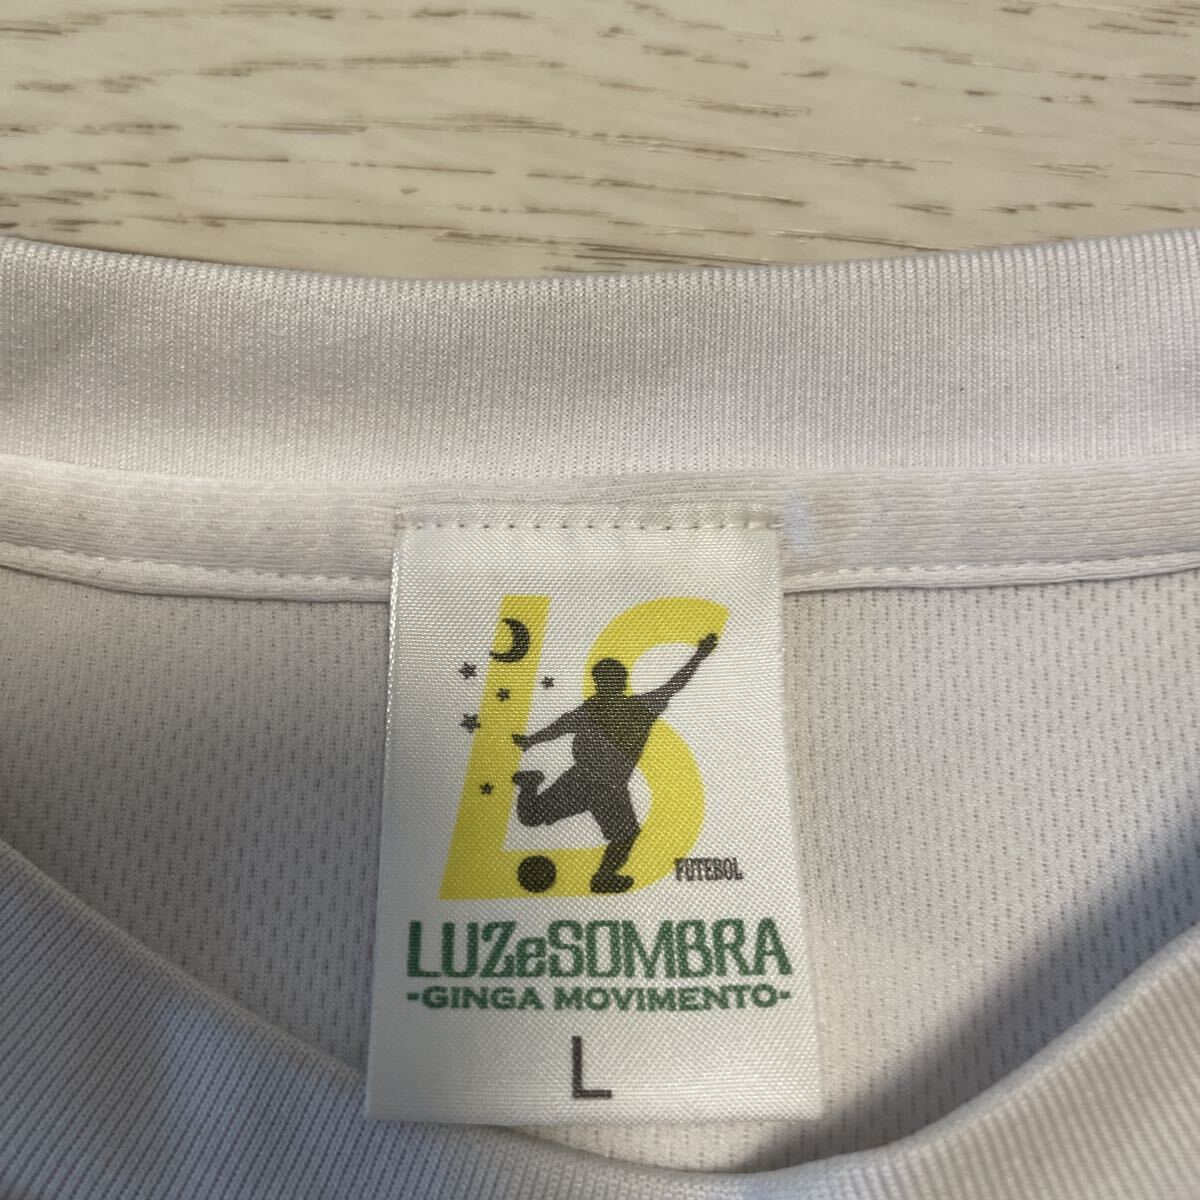 LS
FUTEBOL
LUZeSOMBRA
-GINGA MOVIMENTO-
L